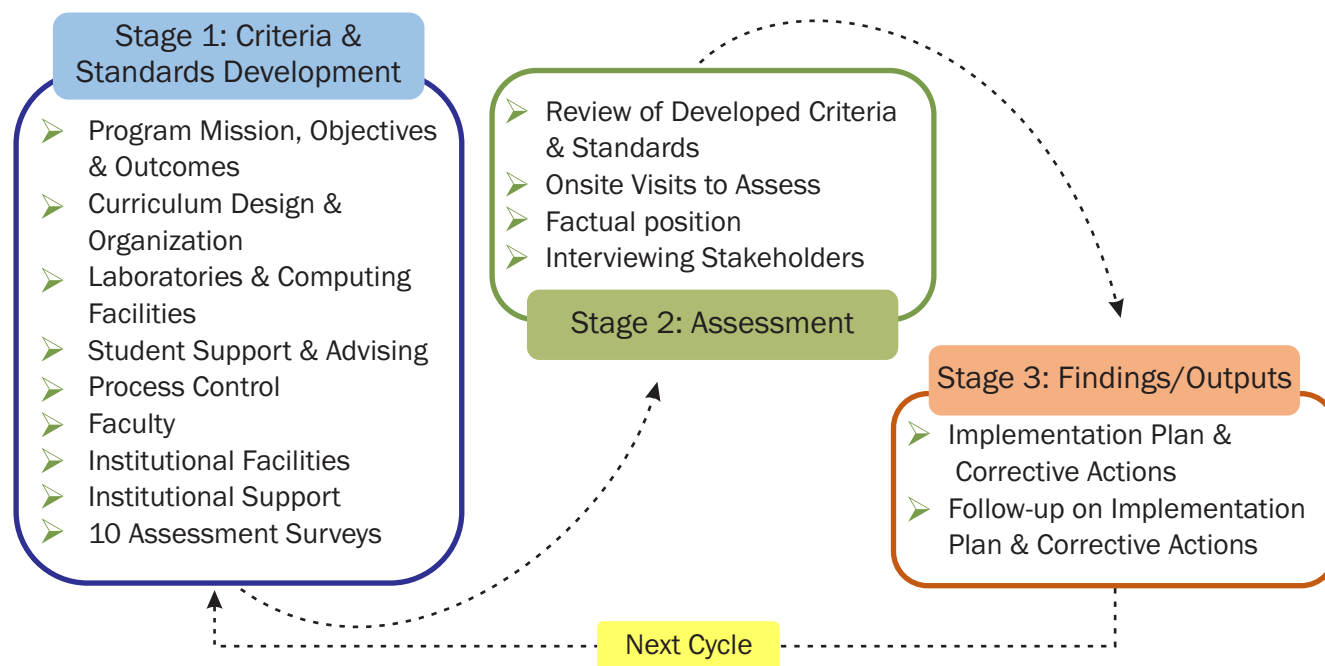 Stage 1: Criteria &
Standards Development
Program Mission, Objectives
& Outcomes
Curriculum Design &
Organization
Laboratories & Computing
Facilities
Student Support & Advising
Process Control
Faculty
Institutional Facilities
Institutional Support
10 Assessment Surveys
Review of Developed Criteria
& Standards
Onsite Visits to Assess
Factual position
Interviewing Stakeholders
Stage 2: Assessment
Stage 3: Findings/Outputs
Implementation Plan &
Corrective Actions
Follow-up on Implementation
Plan & Corrective Actions
Next Cycle